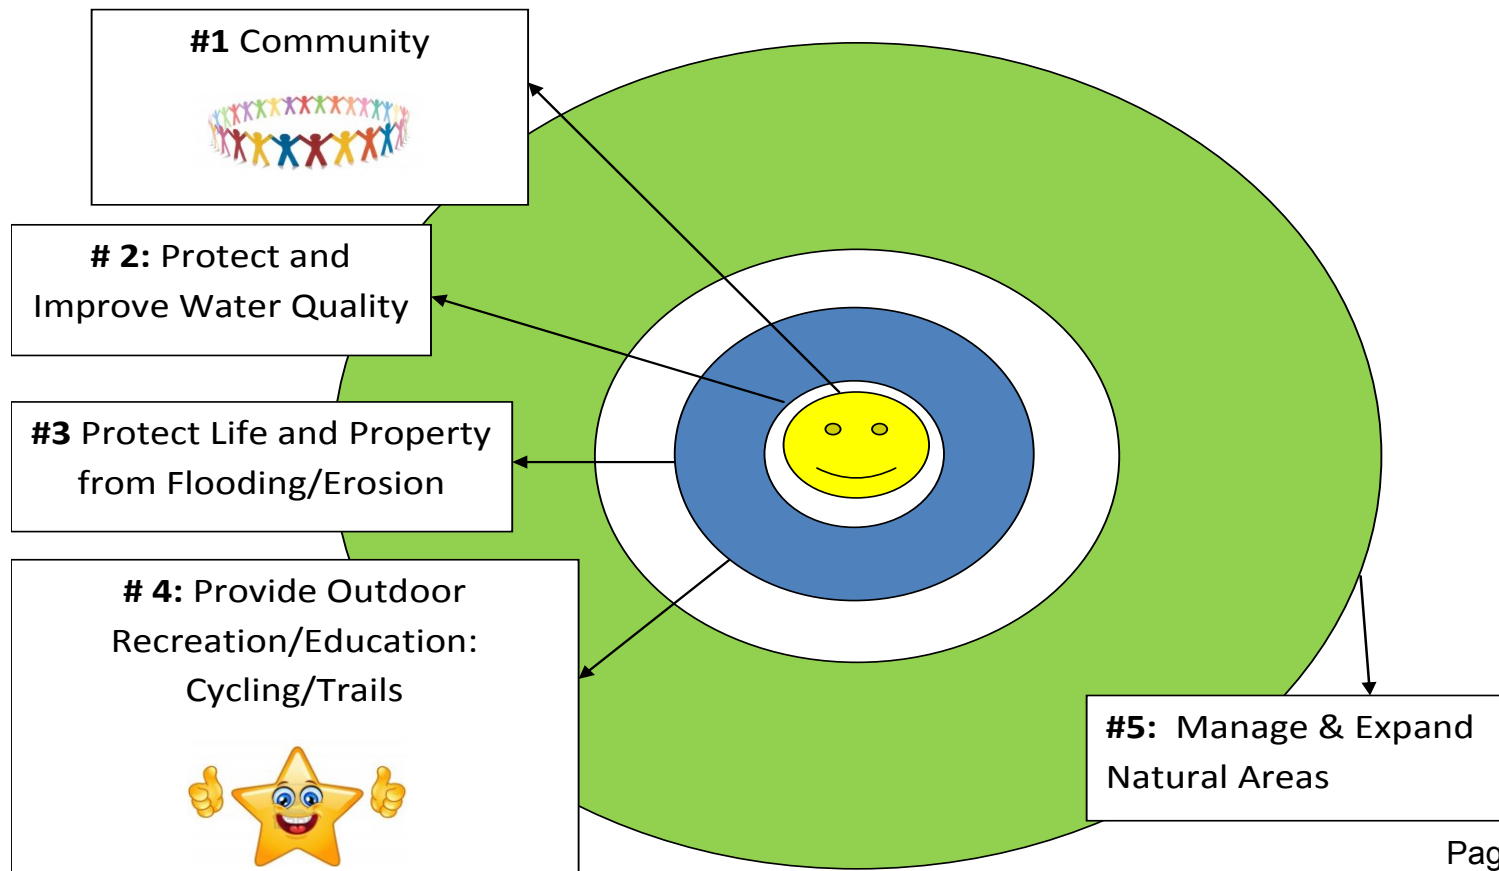 #1 Community
# 2: Protect and
Improve Water Quality
#3 Protect Life and Property
from Flooding/Erosion
# 4: Provide Outdoor
Recreation/Education:
Cycling/Trails
#5: Manage & Expand
Natural Areas
Pag